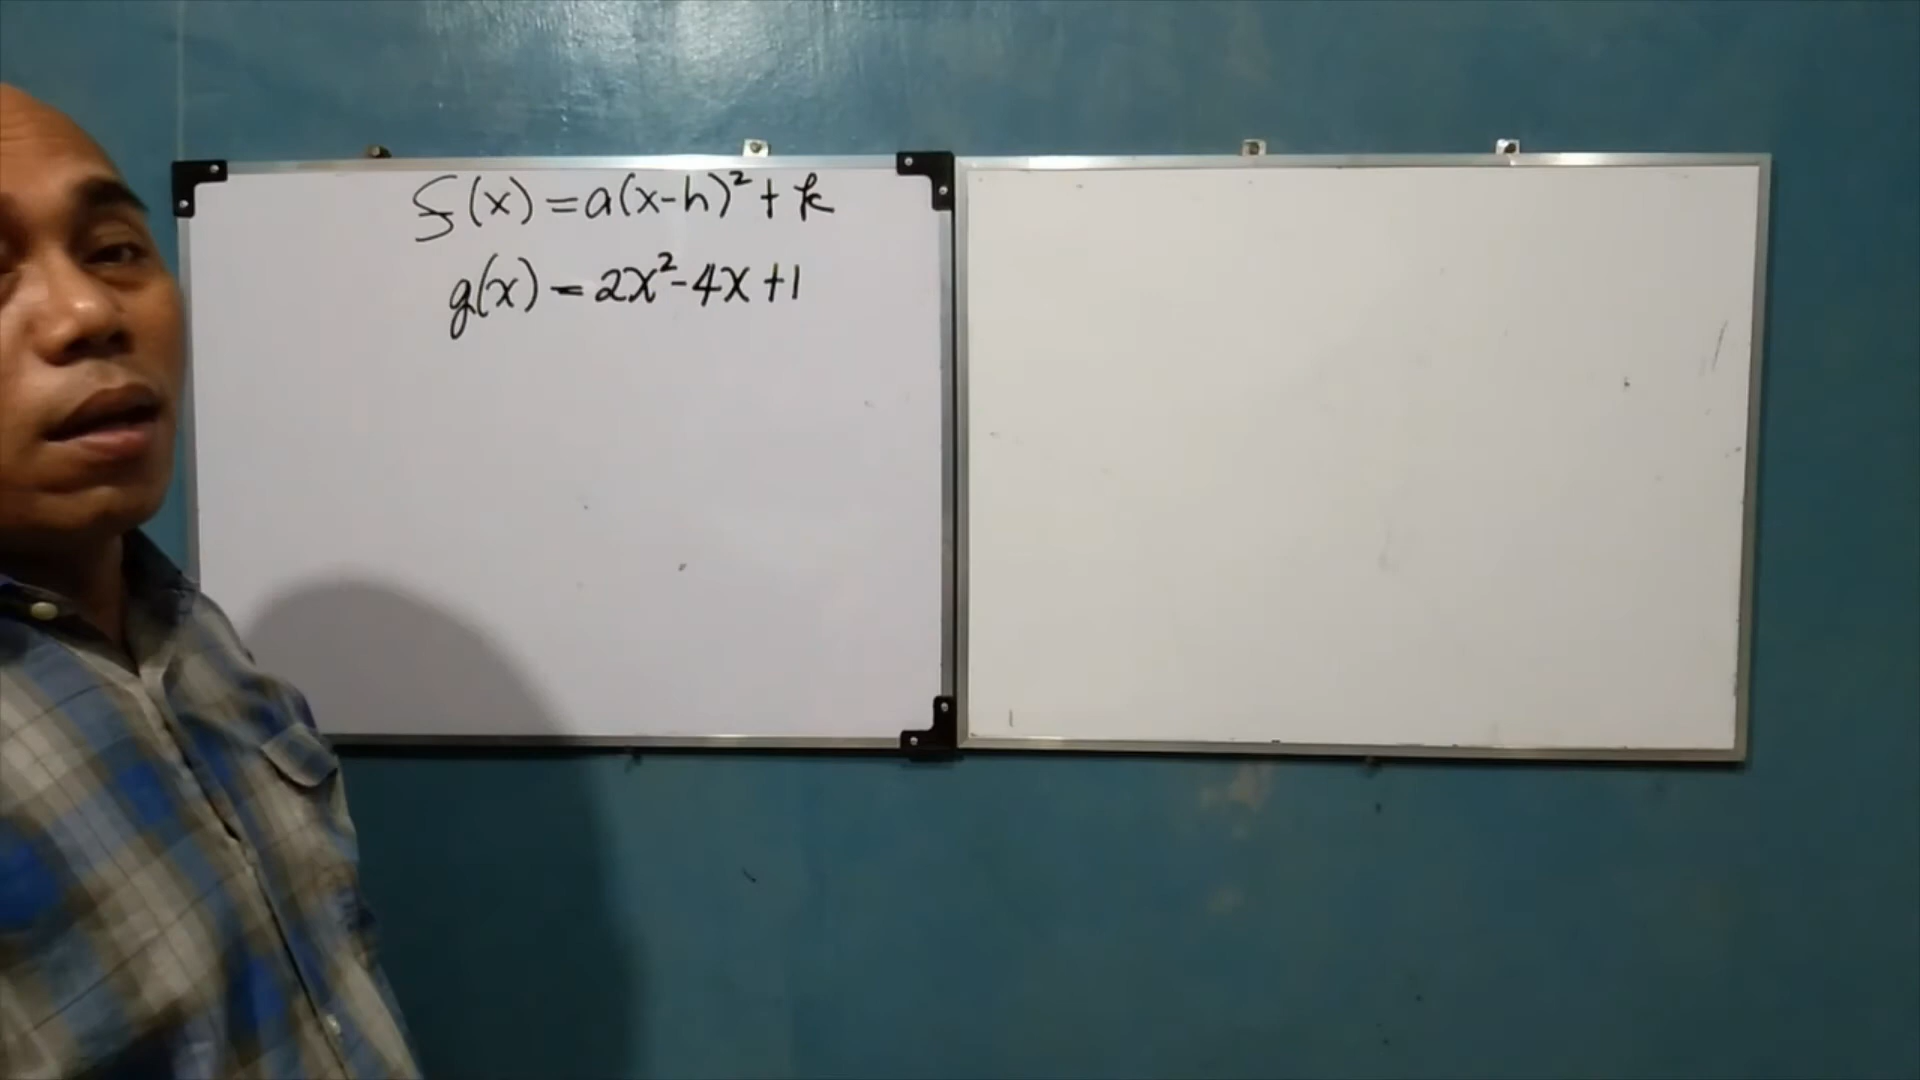 f(x) = a(x-h)² + k
g(x) = 2x² - 4x + 1